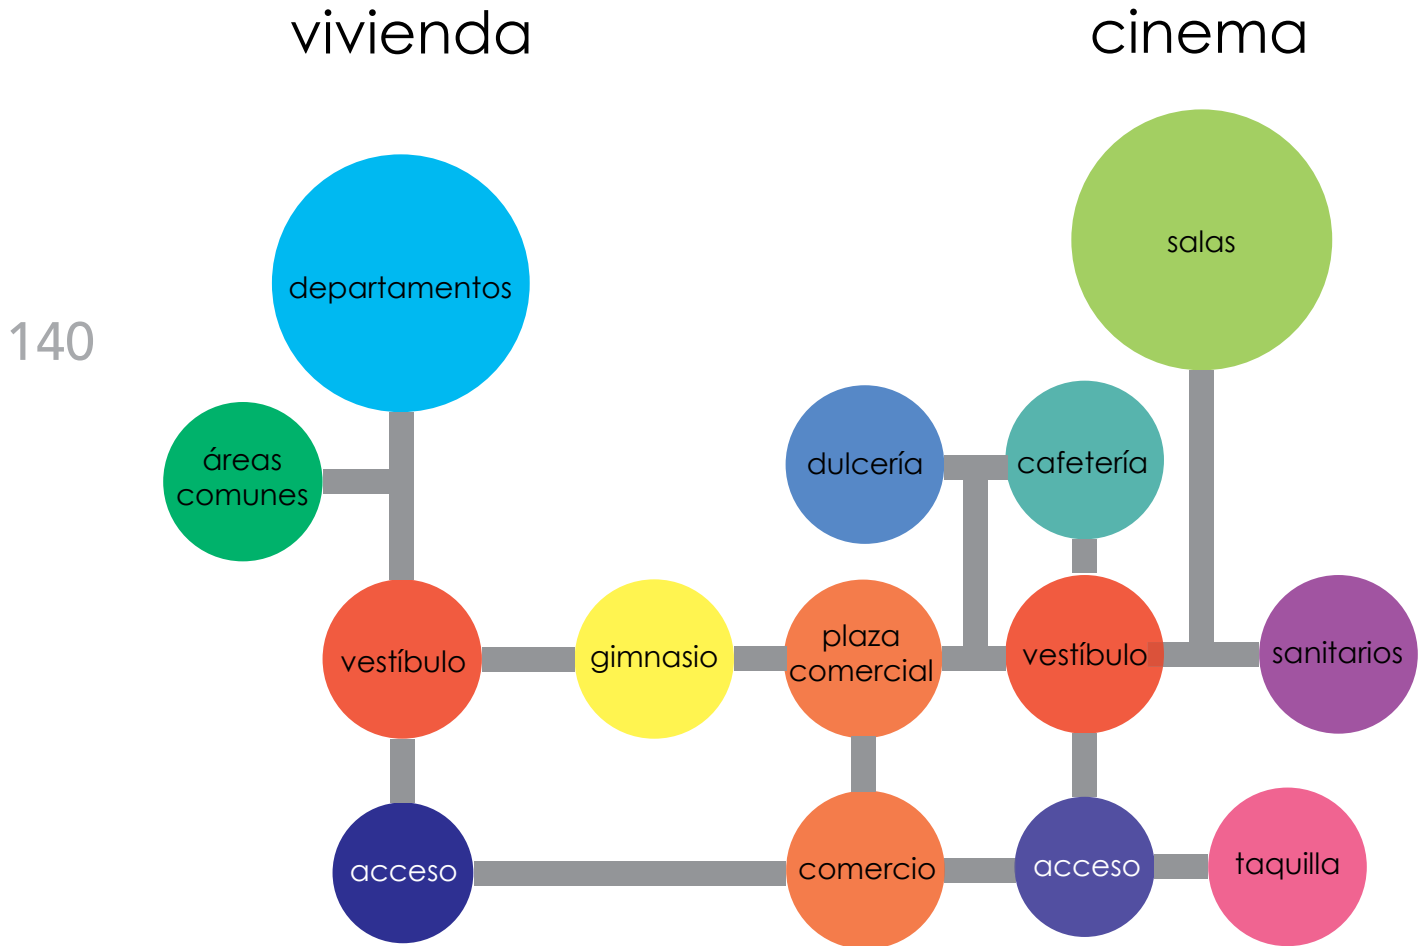 vivienda
cinema
salas
departamentos
140
áreas
comunes
dulcería
cafetería
vestíbulo
gimnasio
plaza
comercial
vestíbulo
sanitarios
acceso
comercio
acceso
taquilla